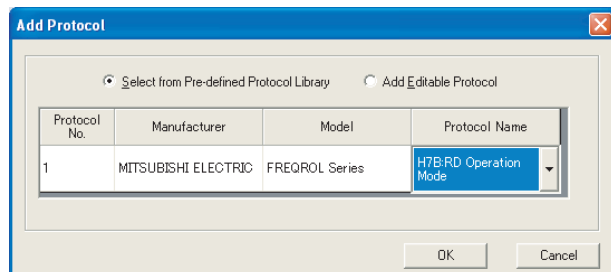 Add Protocol
Select from Pre-defined Protocol Library Add Editable Protocol
Protocol No. Manufacturer Model Protocol Name
1 MITSUBISHI ELECTRIC FREQROL Series H7B:RD Operation Mode
OK Cancel